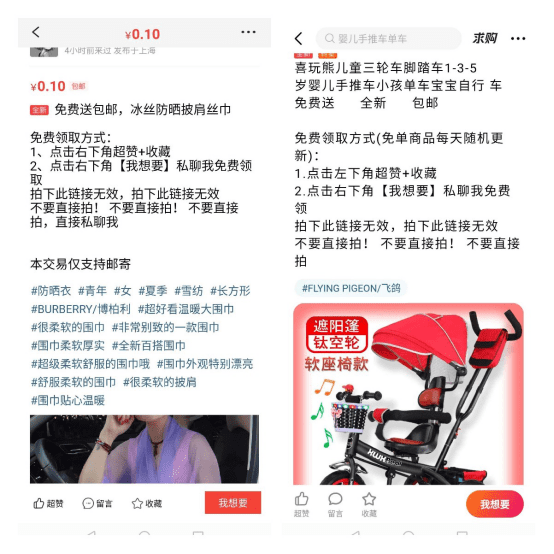 ¥0.10
4小时前来过 发布于上海
¥0.10 包邮
全新 免费送包邮，冰丝防晒披肩丝巾
免费领取方式：
1、点击右下角超赞+收藏
2、点击右下角【我想要】私聊我免费领
取
拍下此链接无效，拍下此链接无效
不要直接拍！ 不要直接拍！ 不要直接
拍，直接私聊我
本交易仅支持邮寄
#防晒衣 #青年 #女 #夏季 #雪纺 #长方形
#BURBERRY/博柏利 #超好看温暖大围巾
#很柔软的围巾 #非常别致的一款围巾
#围巾柔软厚实 #全新百搭围巾
#超级柔软舒服的围巾哦 #围巾外观特别漂亮
#舒服柔软的围巾 #很柔软的披肩
#围巾贴心温暖
超赞 留言 收藏 我想要
婴儿手推车单车 求购
喜玩熊儿童三轮车脚踏车1-3-5
岁婴儿手推车小孩单车宝宝自行 车
免费送 全新 包邮
免费领取方式(免单商品每天随机更
新)：
1.点击左下角超赞+收藏
2.点击右下角【我想要】私聊我免费
领
拍下此链接无效，拍下此链接无效
不要直接拍！ 不要直接拍！ 不要直接
拍
#FLYING PIGEON/飞鸽
遮阳篷
钛空轮
软座椅款
超赞 留言 收藏 我想要